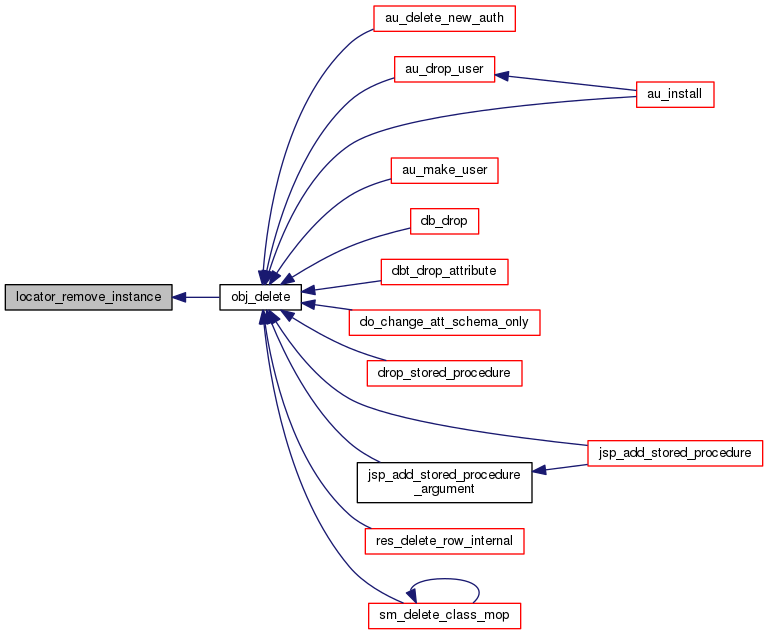 au_delete_new_auth
au_drop_user
au_install
au_make_user
db_drop
dbt_drop_attribute
locator_remove_instance
obj_delete
do_change_att_schema_only
drop_stored_procedure
jsp_add_stored_procedure
jsp_add_stored_procedure
_argument
res_delete_row_internal
sm_delete_class_mop